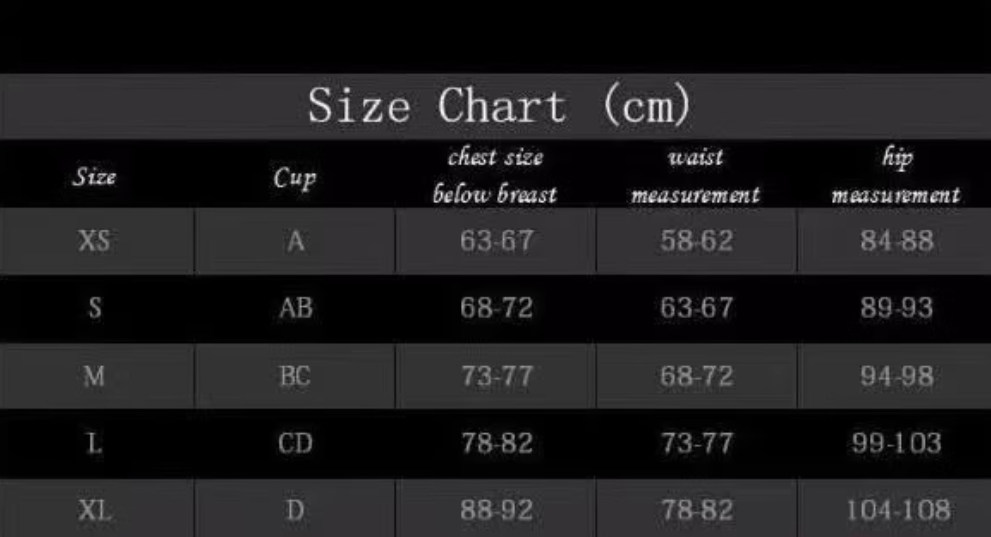 Size Chart (cm)
Size Cup chest size below breast waist measurement hip measurement
XS A 63-67 58-62 84-88
S AB 68-72 63-67 89-93
M BC 73-77 68-72 94-98
L CD 78-82 73-77 99-103
XL D 88-92 78-82 104-108